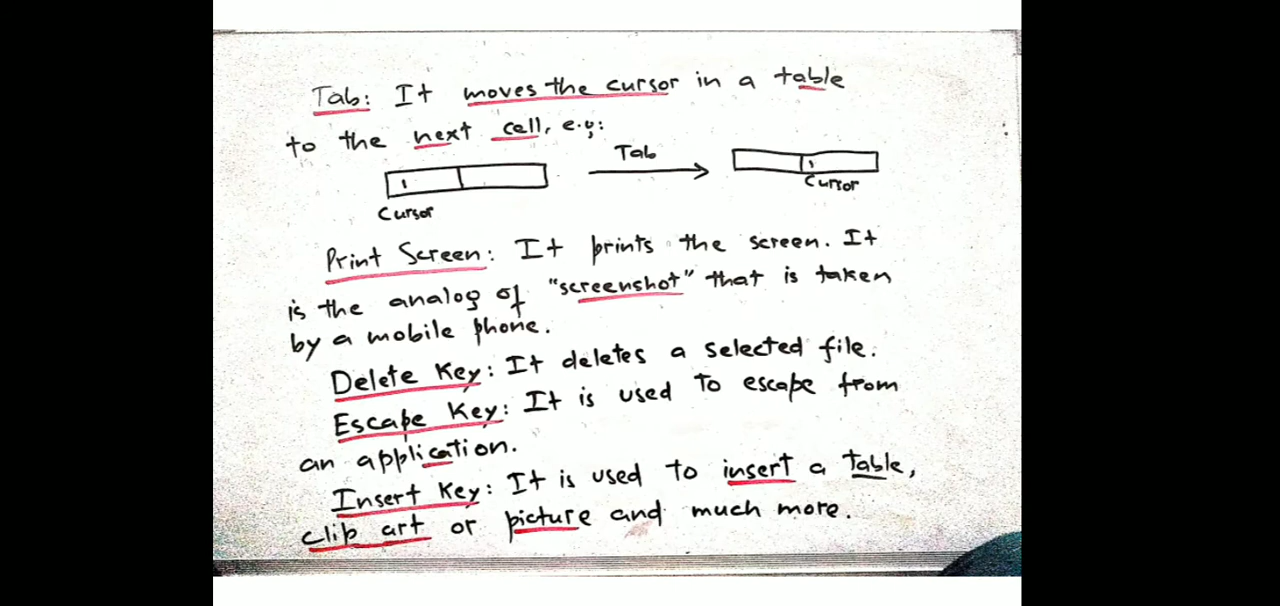 Tab: It moves the cursor in a table
to the next cell, e.g:
Tab
Cursor
Cursor
Print Screen: It prints the screen. It
is the analog of "screenshot" that is taken
by a mobile phone.
Delete Key: It deletes a selected file.
Escape Key: It is used to escape from
an application.
Insert Key: It is used to insert a table,
clip art or picture and much more.